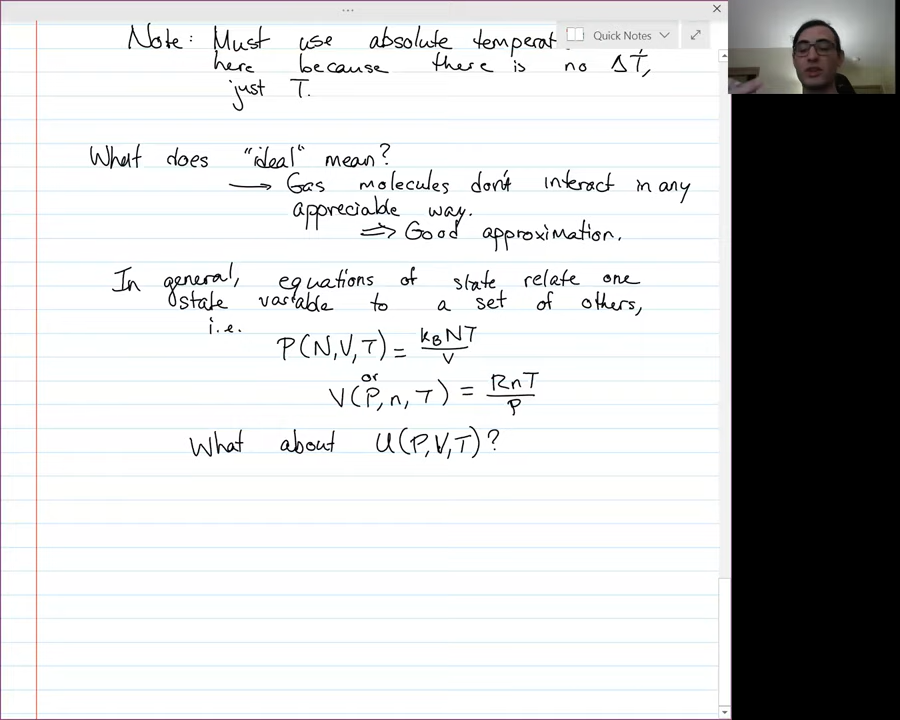 Quick Notes
Note: Must use absolute
here because there is no ΔT,
just T.
What does "ideal" mean?
→ Gas molecules don't interact in any
appreciable way.
⇒ Good approximation.
In general, equations of state relate one
state variable to a set of others,
i.e.
P(N,V,T) = k_B NT / V
or
V(P,n,T) = RnT / P
What about U(P,V,T)?